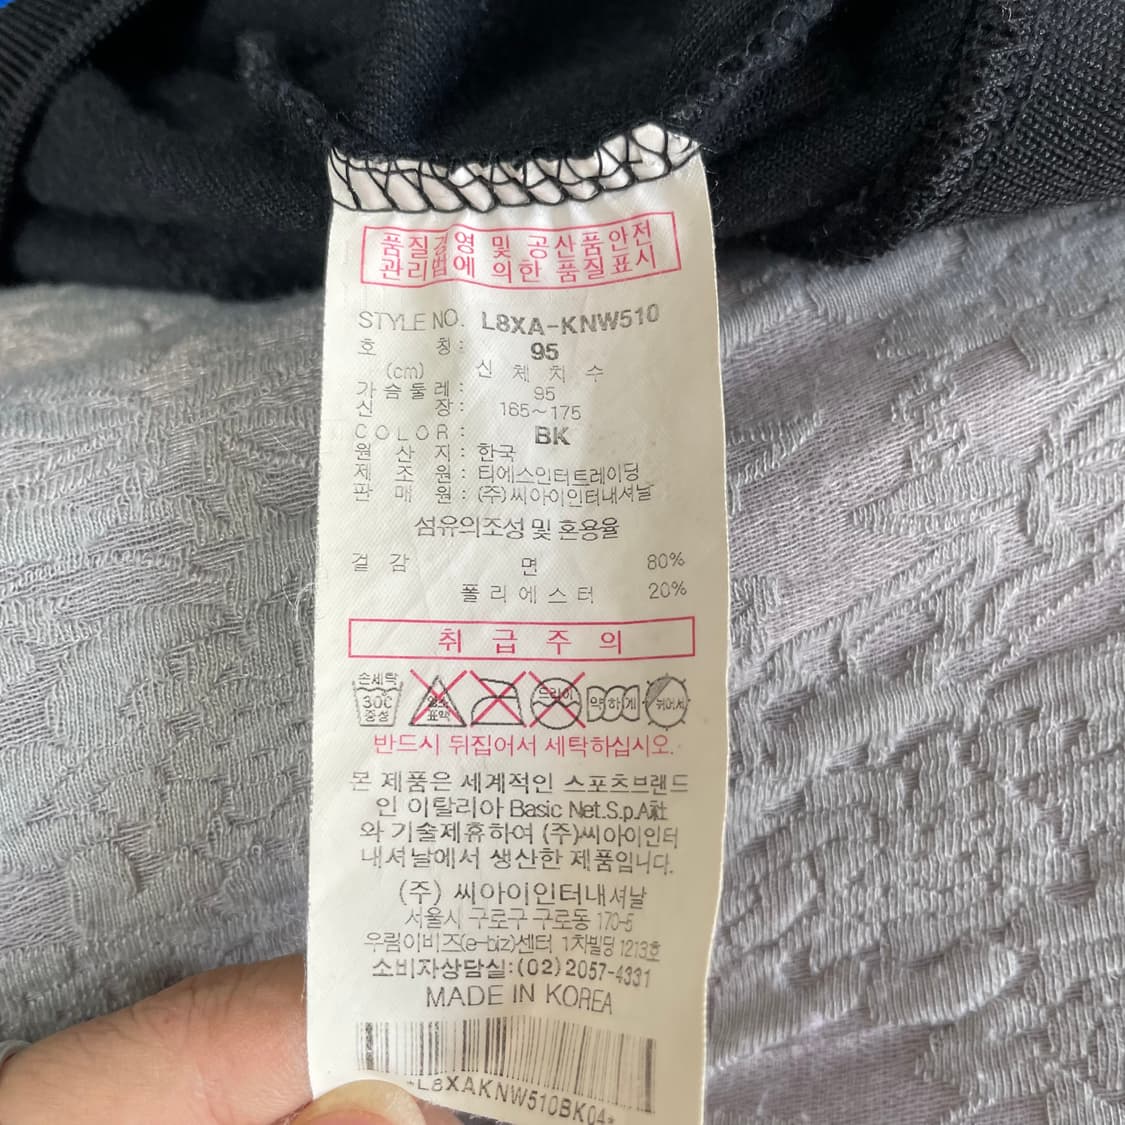 품질경영 및 공산품안전
관리법에 의한 품질표시
STYLE NO. L8XA-KNW510
호 칭 : 95
(cm) 신 체 치 수
가 슴 둘 레 : 95
신 장 : 165~175
C O L O R : BK
원 산 지 : 한국
제 조 원 : 티에스인터트레이딩
판 매 원 : (주)씨아이인터내셔날
섬유의조성 및 혼용율
겉 감 면 80%
폴 리 에 스 터 20%
취 급 주 의
손세탁 30C 중성 염소 표백 드라이 약하게
반드시 뒤집어서 세탁하십시오.
본 제품은 세계적인 스포츠브랜드
인 이탈리아 Basic Net.S.p.A社
와 기술제휴하여 (주)씨아이인터
내셔날에서 생산한 제품입니다.
(주) 씨아이인터내셔날
서울시 구로구 구로동 170-5
우림이비즈(e-biz)센터 1차빌딩 1213호
소비자상담실:(02)2057-4331
MADE IN KOREA
*L8XAKNW510BK04*